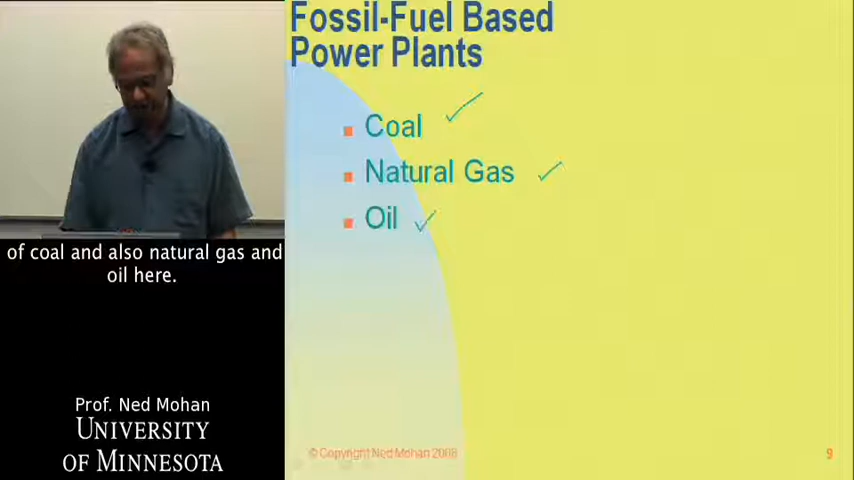 Fossil-Fuel Based
Power Plants
Coal
Natural Gas
Oil
of coal and also natural gas and
oil here.
Prof. Ned Mohan
UNIVERSITY
OF MINNESOTA
© Copyright Ned Mohan 2008
9